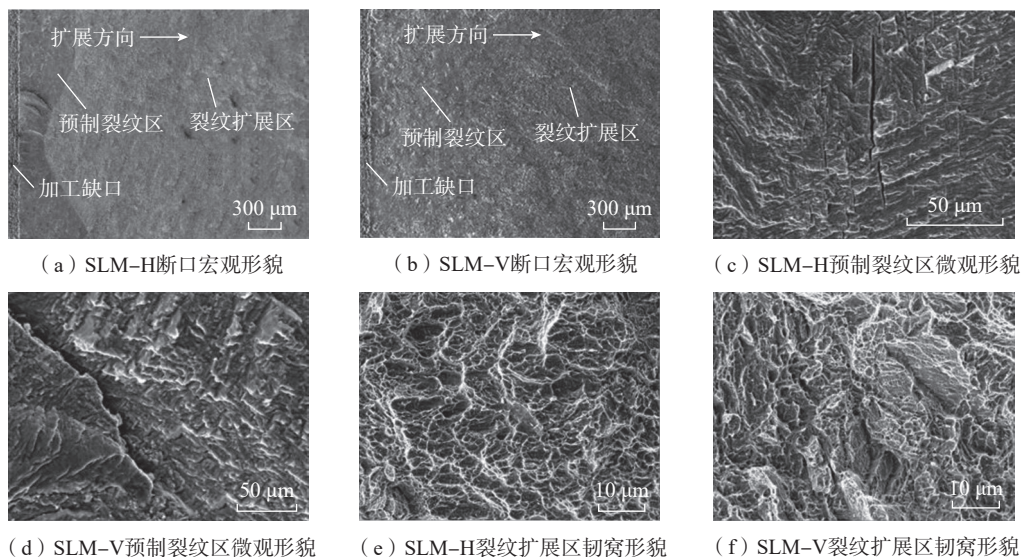 扩展方向
预制裂纹区
裂纹扩展区
加工缺口
300 μm
(a)SLM–H断口宏观形貌
扩展方向
预制裂纹区
裂纹扩展区
加工缺口
300 μm
(b)SLM–V断口宏观形貌
50 μm
(c)SLM–H预制裂纹区微观形貌
50 μm
(d)SLM–V预制裂纹区微观形貌
10 μm
(e)SLM–H裂纹扩展区韧窝形貌
10 μm
(f)SLM–V裂纹扩展区韧窝形貌